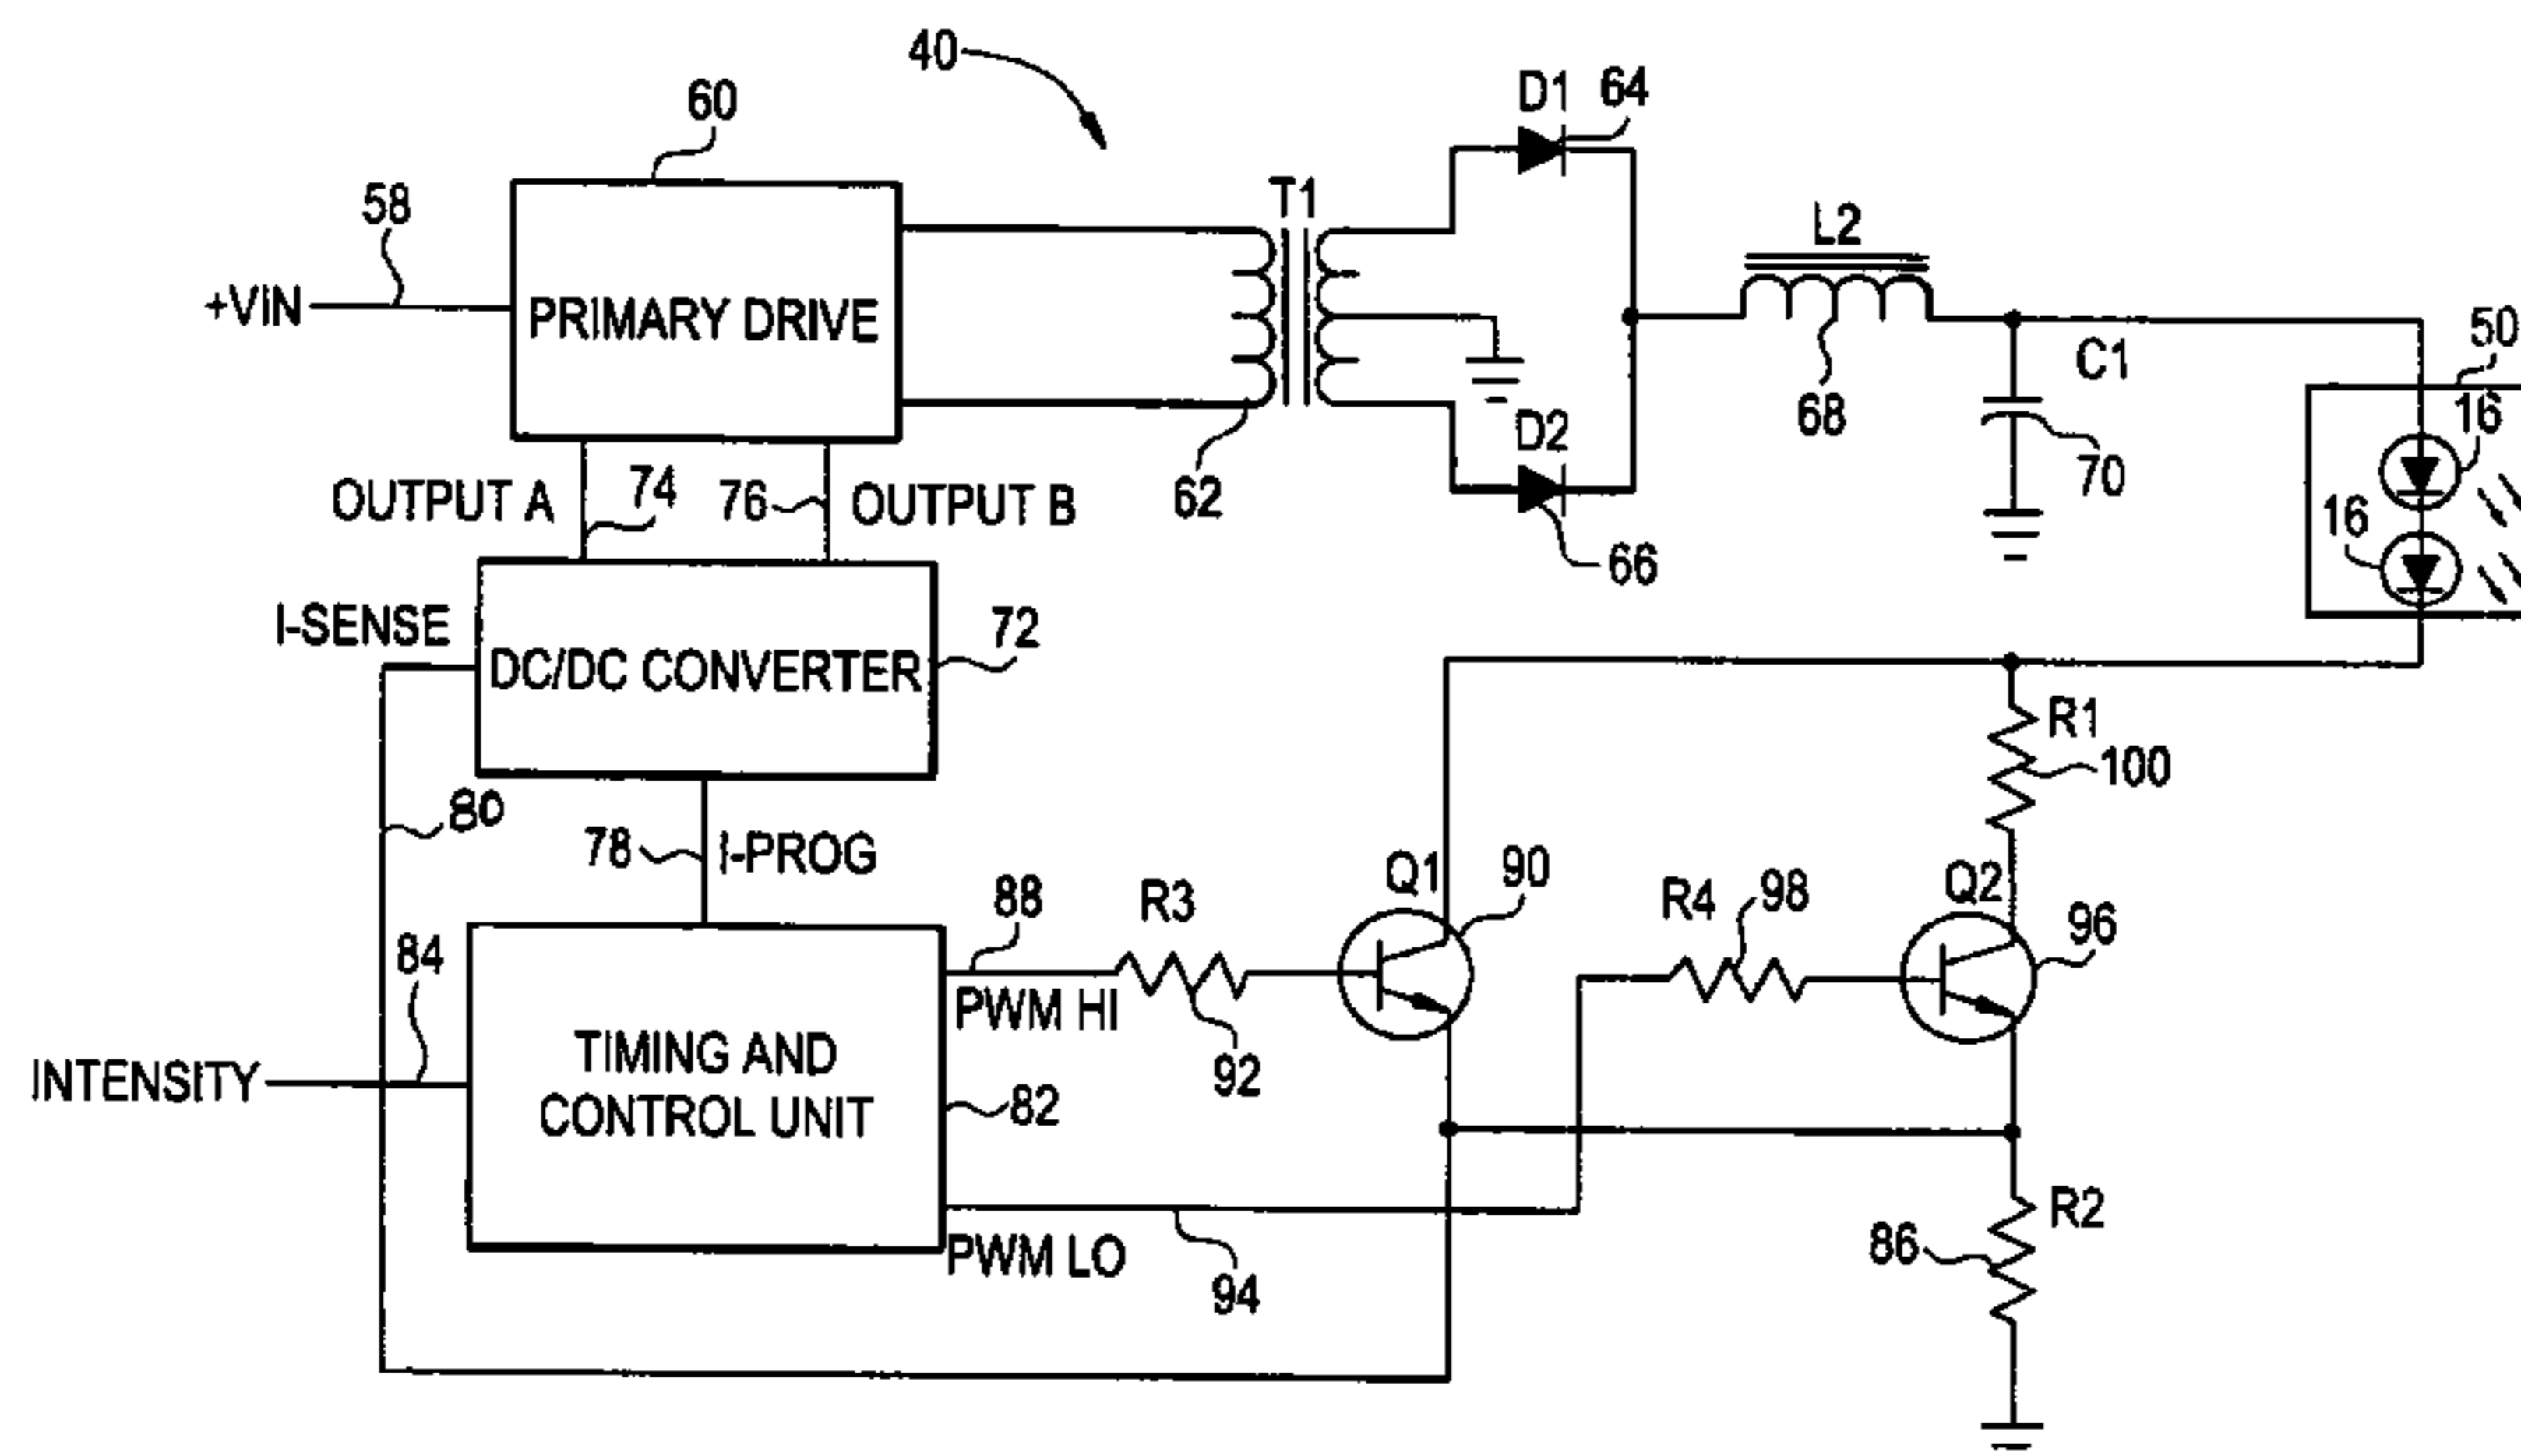 40
60
D1
64
58
T1
L2
+VIN
PRIMARY DRIVE
C1
50
16
68
D2
70
OUTPUT A
74
76
OUTPUT B
62
16
66
I-SENSE
72
DC/DC CONVERTER
R1
100
80
78
I-PROG
88
R3
Q1
90
R4
98
Q2
96
84
PWM HI
92
INTENSITY
TIMING AND
CONTROL UNIT
82
R2
86
PWM LO
94